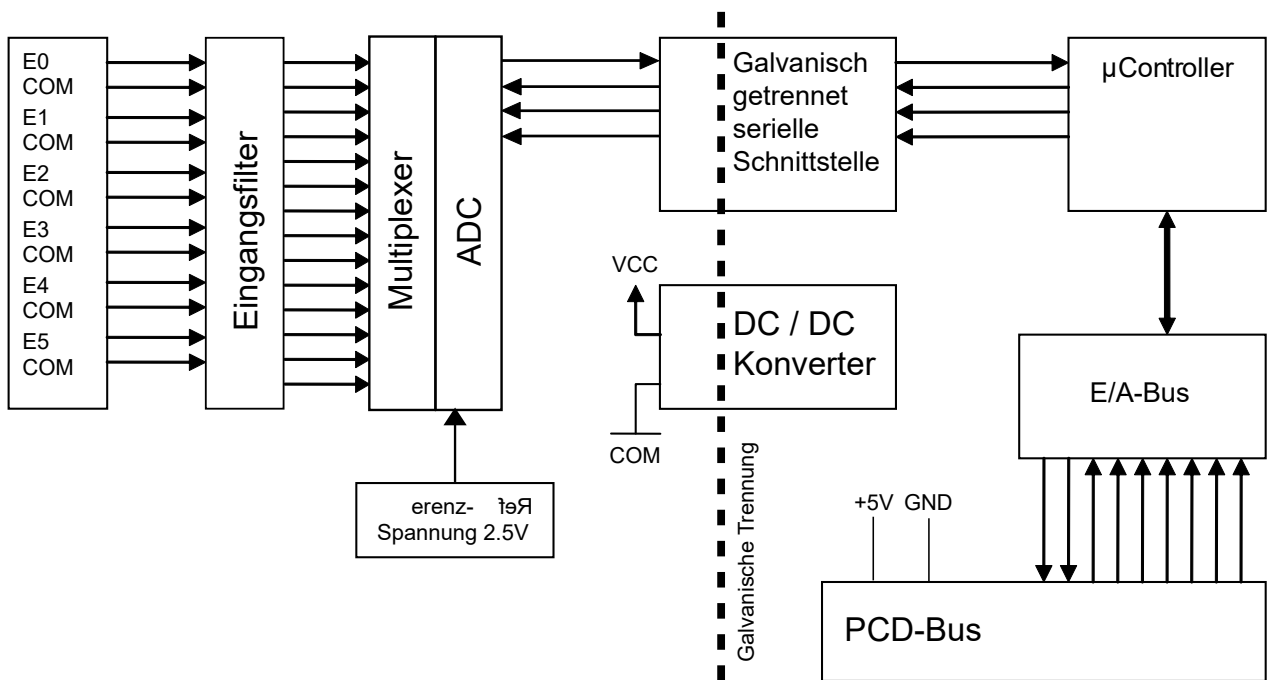 E0
COM
E1
COM
E2
COM
E3
COM
E4
COM
E5
COM
Eingangsfilter
Multiplexer
ADC
erenz- Ref
Spannung 2.5V
Galvanisch
getrennet
serielle
Schnittstelle
µController
VCC
COM
DC / DC
Konverter
Galvanische Trennung
E/A-Bus
+5V GND
PCD-Bus